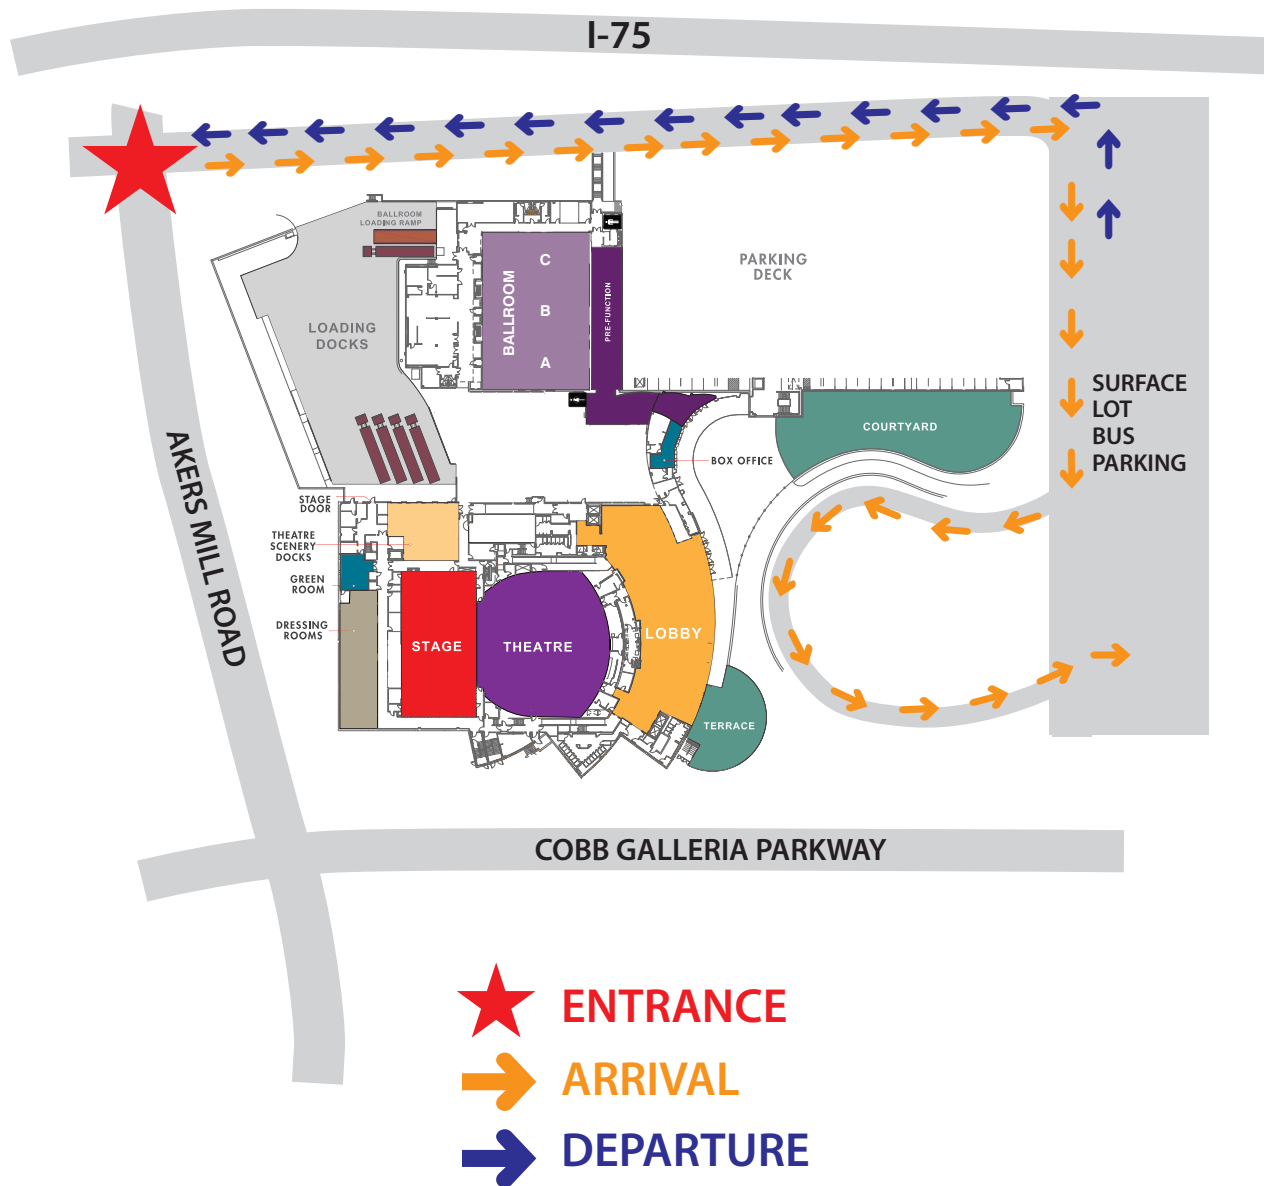 I-75
BALLROOM
LOADING RAMP
LOADING
DOCKS
BALLROOM
C
B
A
PRE-FUNCTION
PARKING
DECK
SURFACE
LOT
BUS
PARKING
COURTYARD
BOX OFFICE
AKERS MILL ROAD
STAGE
DOOR
THEATRE
SCENERY
DOCKS
GREEN
ROOM
DRESSING
ROOMS
STAGE
THEATRE
LOBBY
TERRACE
COBB GALLERIA PARKWAY
ENTRANCE
ARRIVAL
DEPARTURE